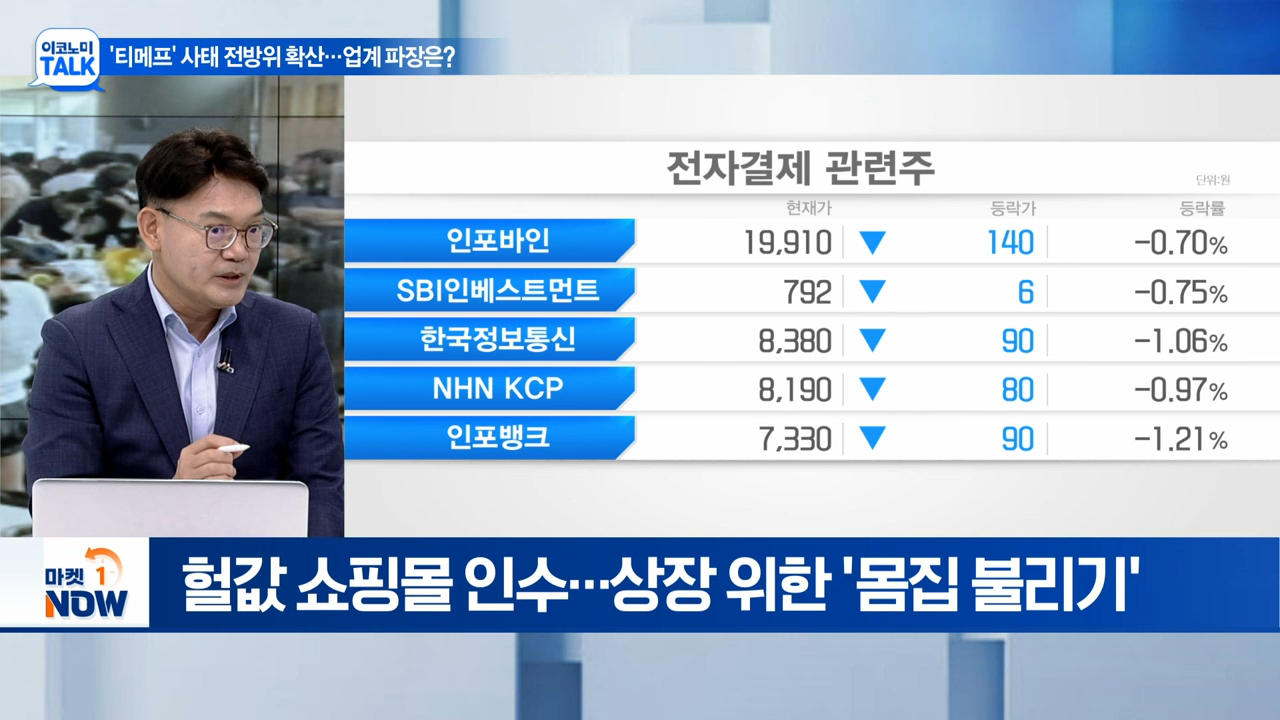 이코노미
TALK
'티메프' 사태 전방위 확산…업계 파장은?
전자결제 관련주
단위:원
현재가 등락가 등락률
인포바인 19,910 ▼ 140 -0.70%
SBI인베스트먼트 792 ▼ 6 -0.75%
한국정보통신 8,380 ▼ 90 -1.06%
NHN KCP 8,190 ▼ 80 -0.97%
인포뱅크 7,330 ▼ 90 -1.21%
마켓 1
NOW
헐값 쇼핑몰 인수…상장 위한 '몸집 불리기'